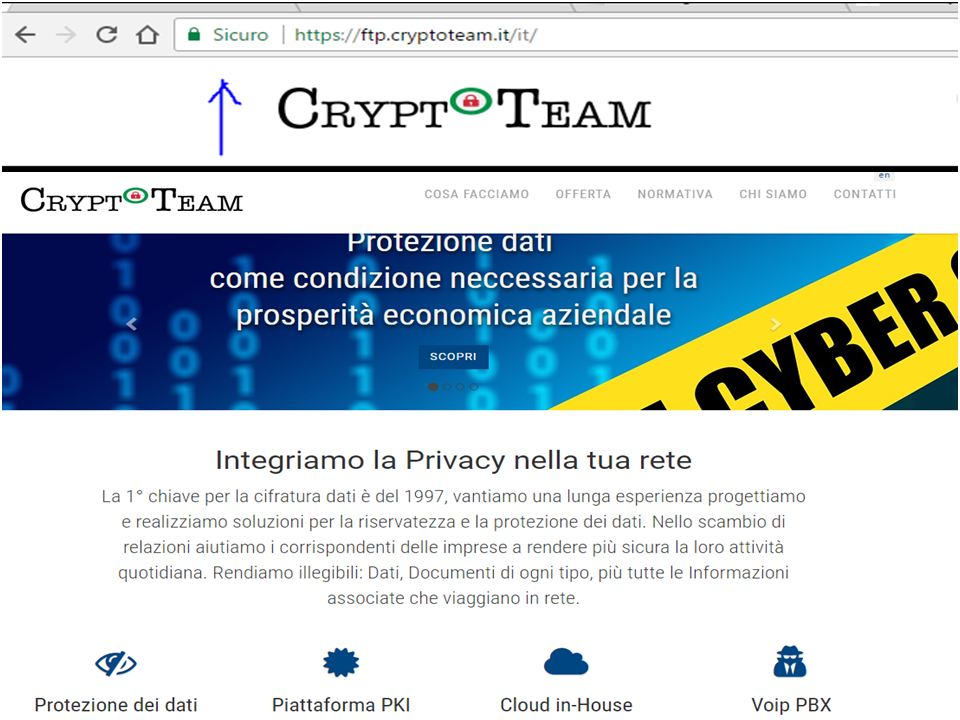 Sicuro | https://ftp.cryptoteam.it/it/
CRYPTOTEAM
en
CRYPTOTEAM
COSA FACCIAMO OFFERTA NORMATIVA CHI SIAMO CONTATTI
Protezione dati
come condizione neccessaria per la
prosperità economica aziendale
SCOPRI
CYBER
Integriamo la Privacy nella tua rete
La 1° chiave per la cifratura dati è del 1997, vantiamo una lunga esperienza progettiamo
e realizziamo soluzioni per la riservatezza e la protezione dei dati. Nello scambio di
relazioni aiutiamo i corrispondenti delle imprese a rendere più sicura la loro attività
quotidiana. Rendiamo illegibili: Dati, Documenti di ogni tipo, più tutte le Informazioni
associate che viaggiano in rete.
Protezione dei dati
Piattaforma PKI
Cloud in-House
Voip PBX